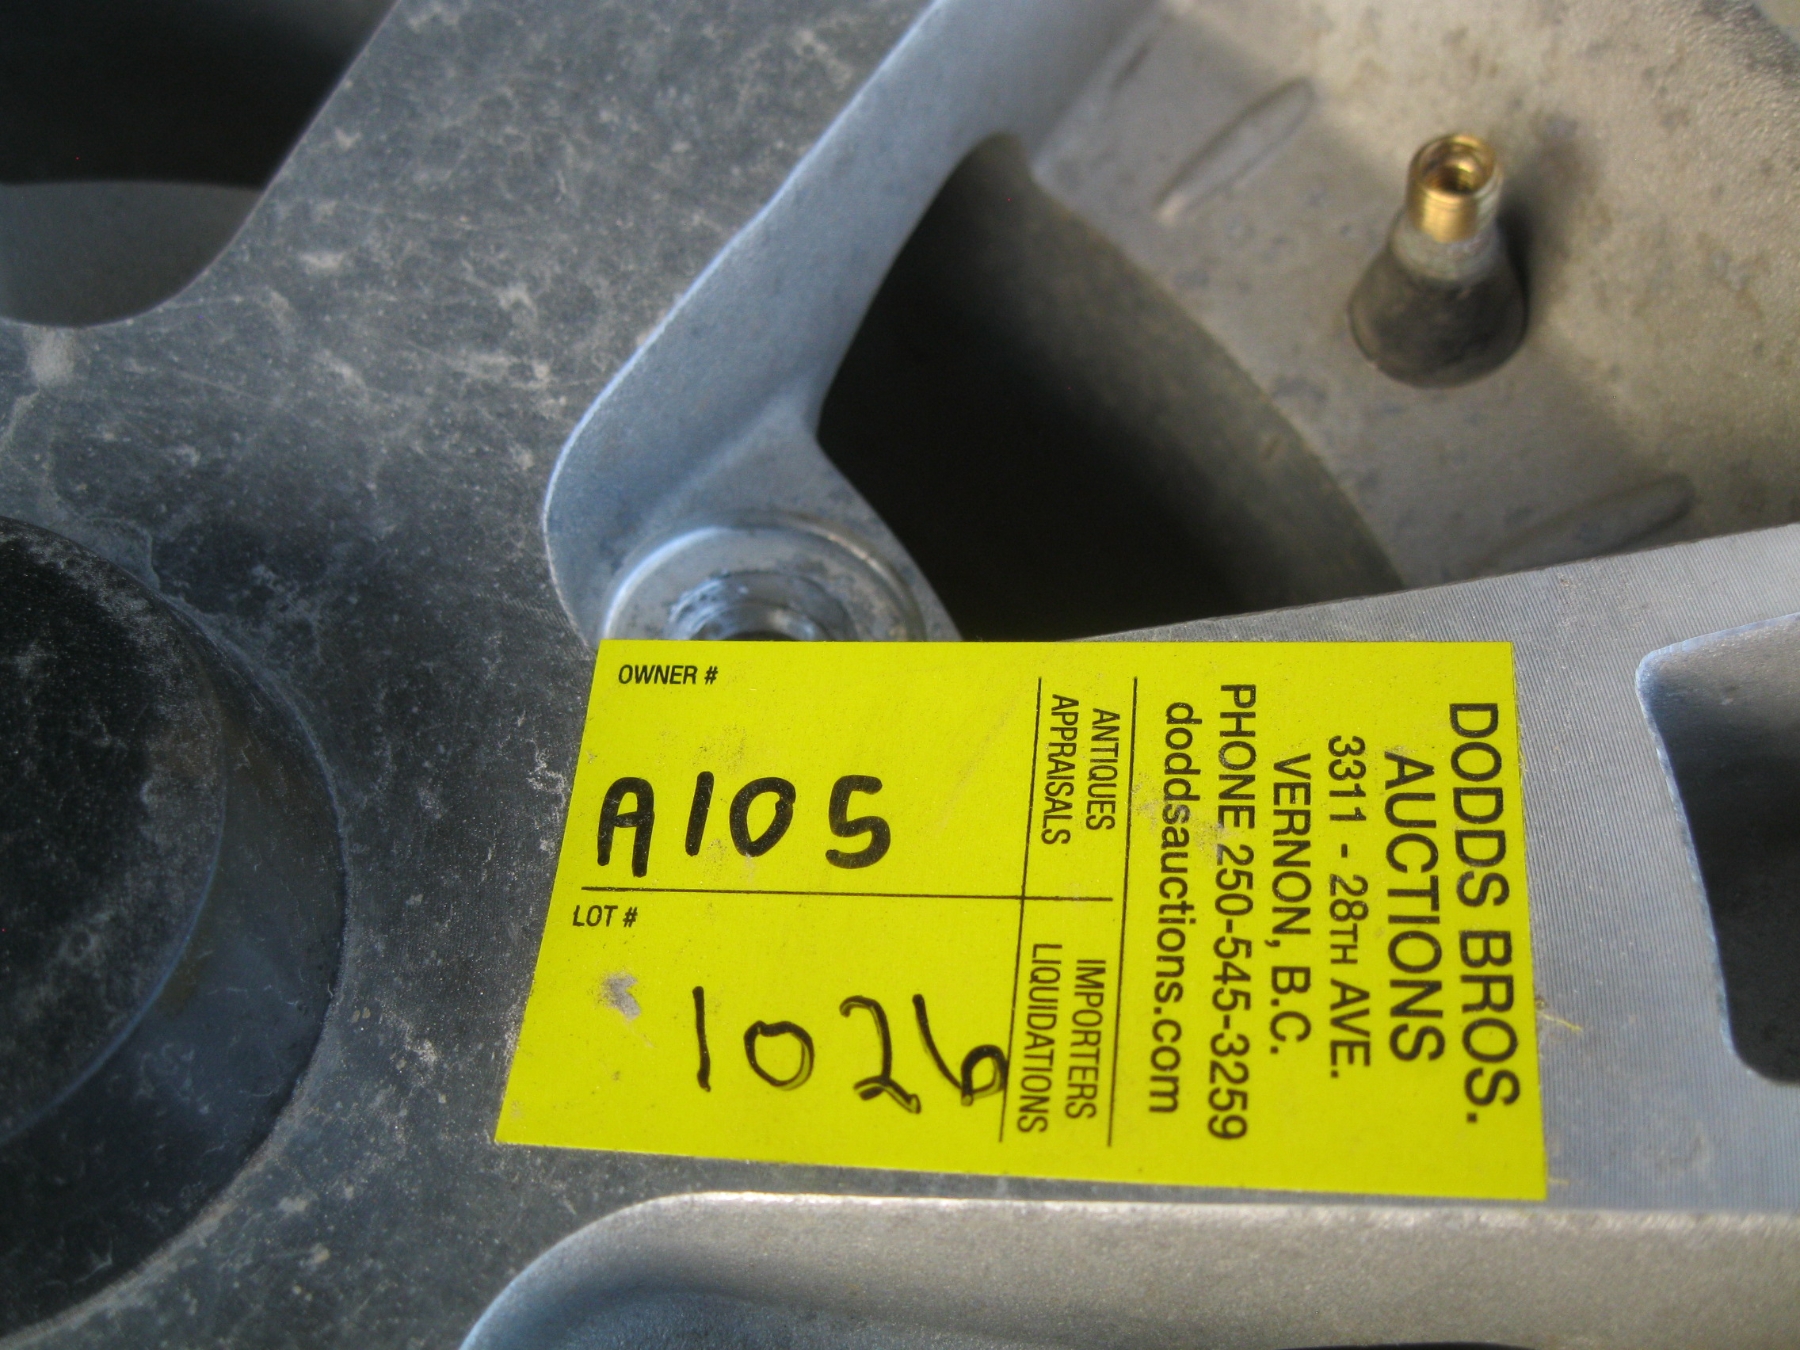 DODDS BROS.
AUCTIONS
3311 - 28TH AVE.
VERNON, B.C.
PHONE 250-545-3259
doddsauctions.com
ANTIQUES
APPRAISALS
IMPORTERS
LIQUIDATIONS
OWNER #
A105
LOT #
1026